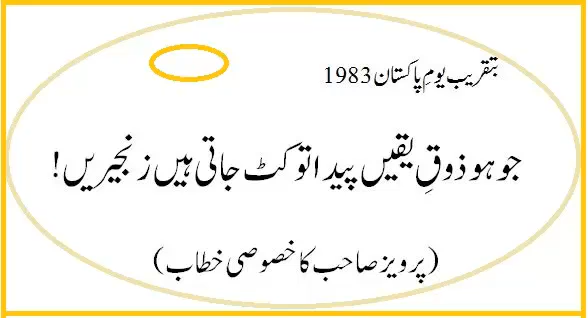 بتقریب یومِ پاکستان 1983
جو ہو ذوقِ یقیں پیدا تو کٹ جاتی ہیں زنجیریں!
(پرویز صاحب کا خصوصی خطاب)